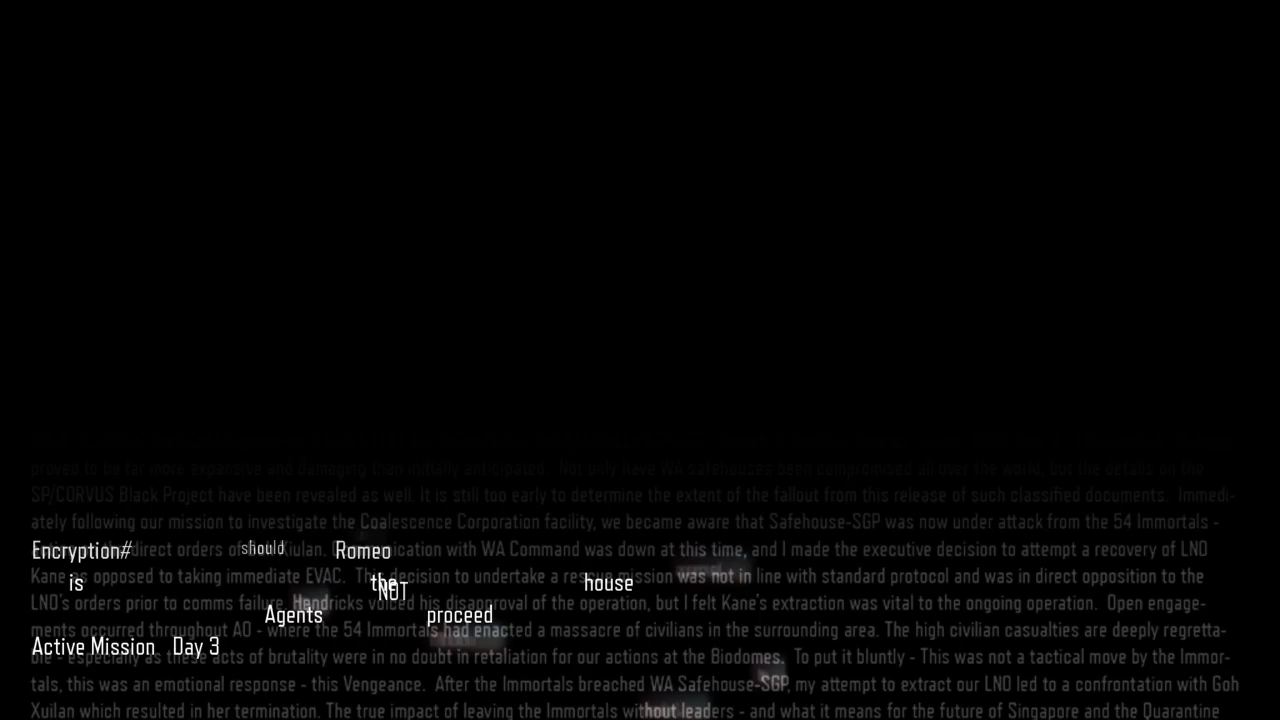 proved to be far more expensive and damaging than initially anticipated. Not only have WA safehouses been compromised all over the world, but the details on the
SP/CORVUS Black Project have been revealed as well. It is still too early to determine the extent of the fallout from this release of such classified documents. Immedi-
ately following our mission to investigate the Coalescence Corporation facility, we became aware that Safehouse-SGP was now under attack from the 54 Immortals -
direct orders of Xiulan. ication with WA Command was down at this time, and I made the executive decision to attempt a recovery of LNO
Encryption# should Romeo
Kane opposed to taking immediate EVAC. This decision to undertake a rescue mission was not in line with standard protocol and was in direct opposition to the
is the NOT house
LNO's orders prior to comms failure. Hendricks voiced his disapproval of the operation, but I felt Kane's extraction was vital to the ongoing operation. Open engage-
Agents proceed
ments occurred throughout AO - where the 54 Immortals had enacted a massacre of civilians in the surrounding area. The high civilian casualties are deeply regretta-
Active Mission Day 3
ble - especially as these acts of brutality were in no doubt in retaliation for our actions at the Biodomes. To put it bluntly - This was not a tactical move by the Immor-
tals, this was an emotional response - this Vengeance. After the Immortals breached WA Safehouse-SGP, my attempt to extract our LNO led to a confrontation with Goh
Xuilan which resulted in her termination. The true impact of leaving the Immortals without leaders - and what it means for the future of Singapore and the Quarantine